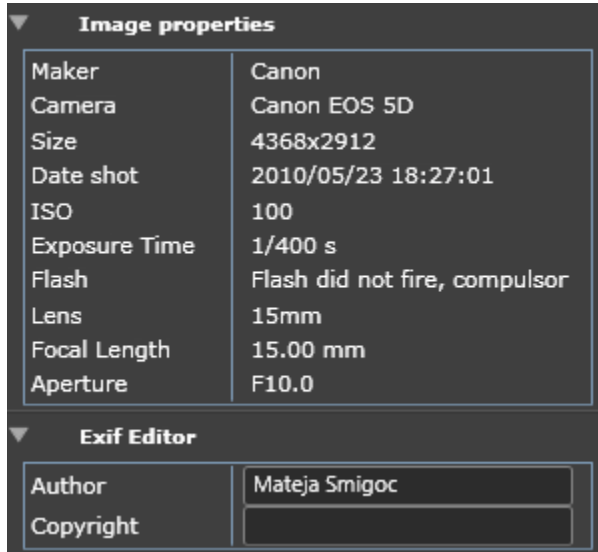 Image properties
Maker Canon
Camera Canon EOS 5D
Size 4368x2912
Date shot 2010/05/23 18:27:01
ISO 100
Exposure Time 1/400 s
Flash Flash did not fire, compulsor
Lens 15mm
Focal Length 15.00 mm
Aperture F10.0
Exif Editor
Author Mateja Smigoc
Copyright